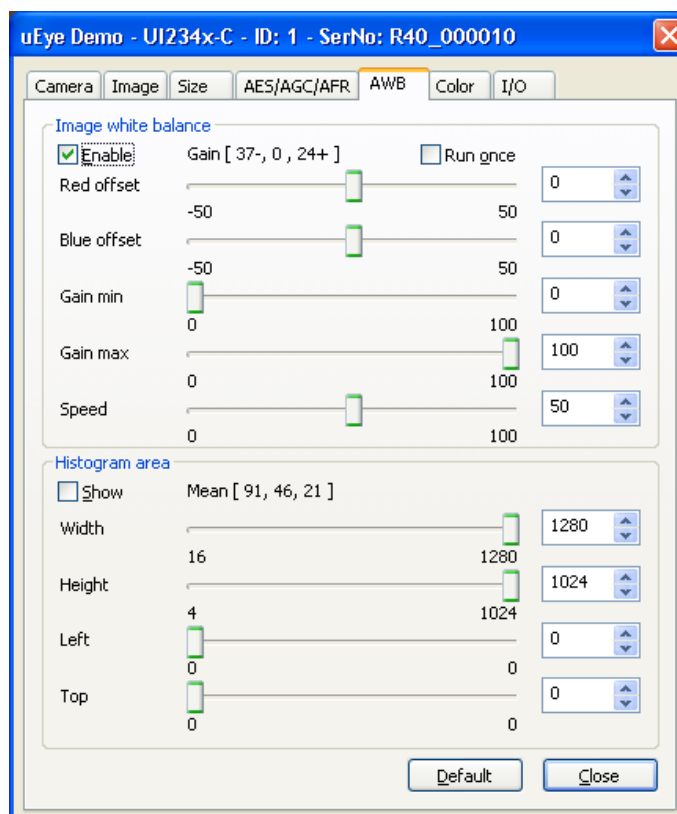 uEye Demo - UI234x-C - ID: 1 - SerNo: R40_000010
Camera Image Size AES/AGC/AFR AWB Color I/O
Image white balance
Enable Gain [ 37-, 0 , 24+ ] Run once
Red offset 0
-50 50
Blue offset 0
-50 50
Gain min 0
0 100
Gain max 100
0 100
Speed 50
0 100
Histogram area
Show Mean [ 91, 46, 21 ]
Width 1280
16 1280
Height 1024
4 1024
Left 0
0 0
Top 0
0 0
Default Close